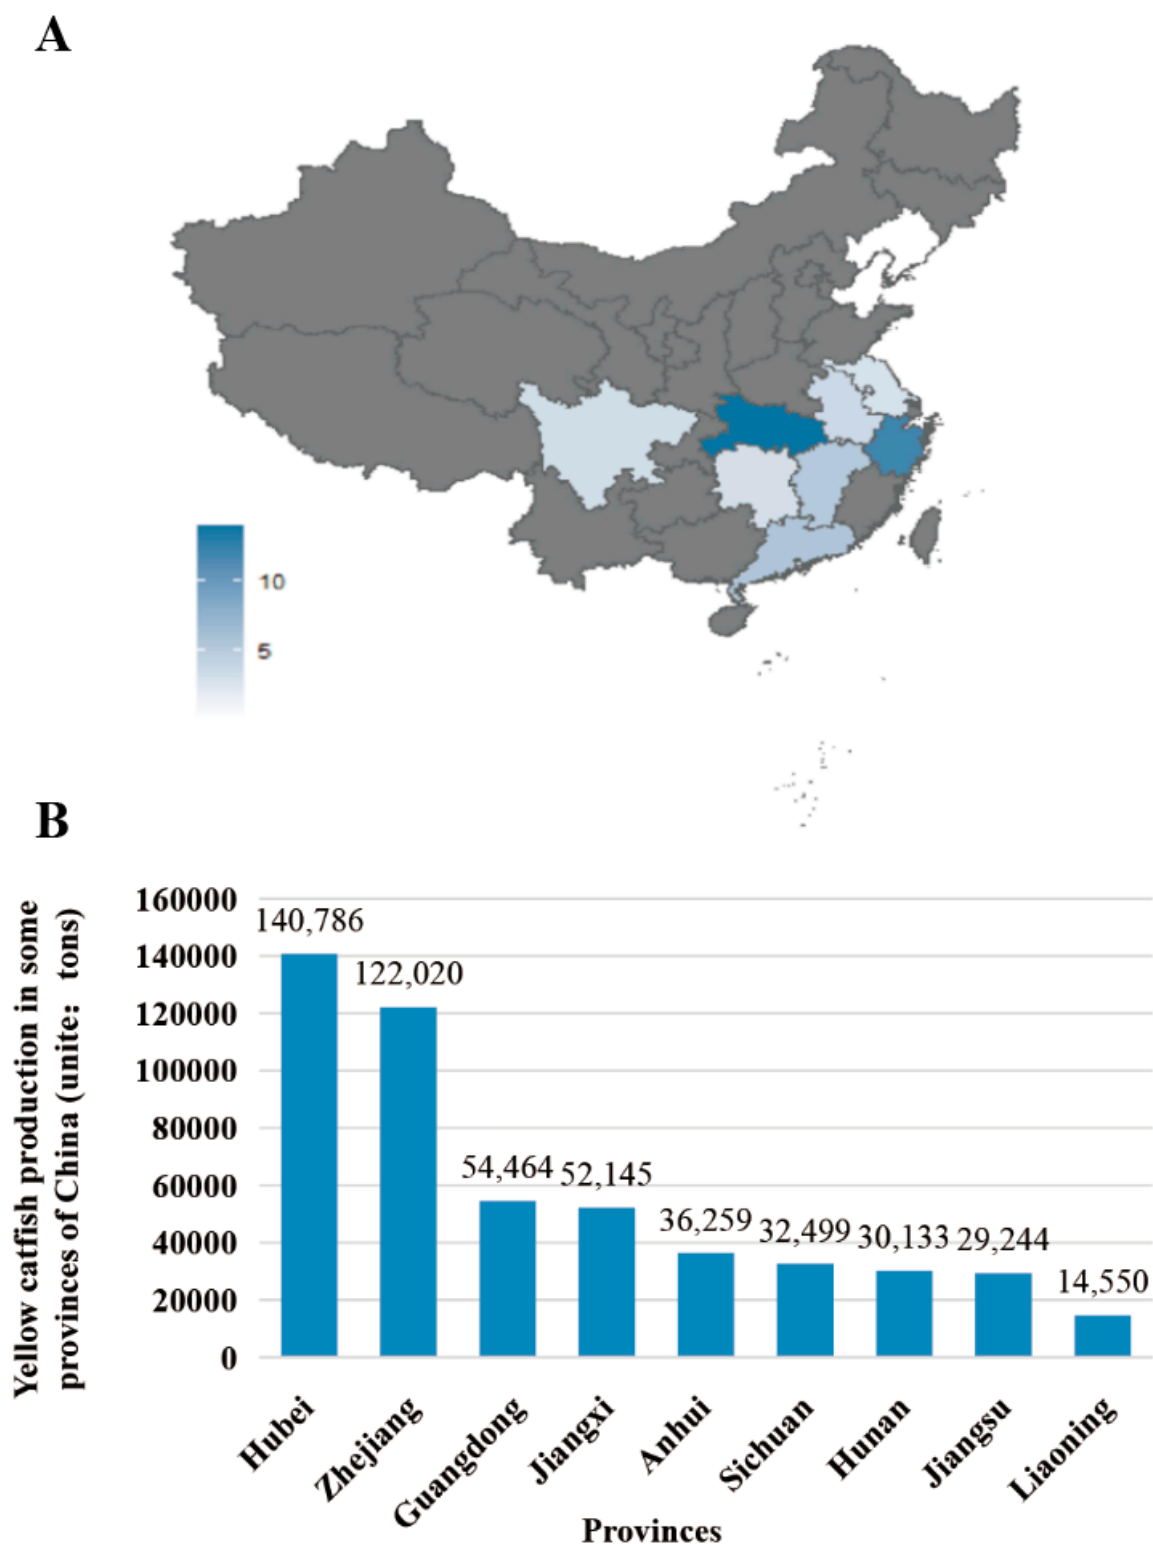 A
10
5
B
Yellow catfish production in some
provinces of China (unite：tons)
160000
140000
120000
100000
80000
60000
40000
20000
0
140,786
122,020
54,464
52,145
36,259
32,499
30,133
29,244
14,550
Hubei
Zhejiang
Guangdong
Jiangxi
Anhui
Sichuan
Hunan
Jiangsu
Liaoning
Provinces